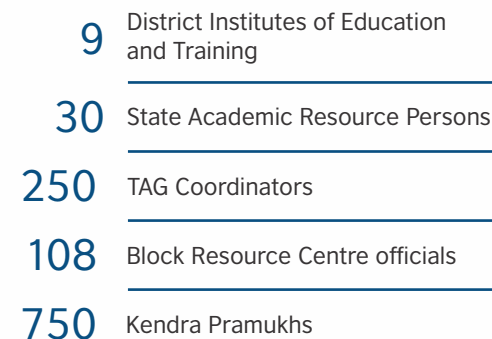 9 District Institutes of Education
and Training
30 State Academic Resource Persons
250 TAG Coordinators
108 Block Resource Centre officials
750 Kendra Pramukhs